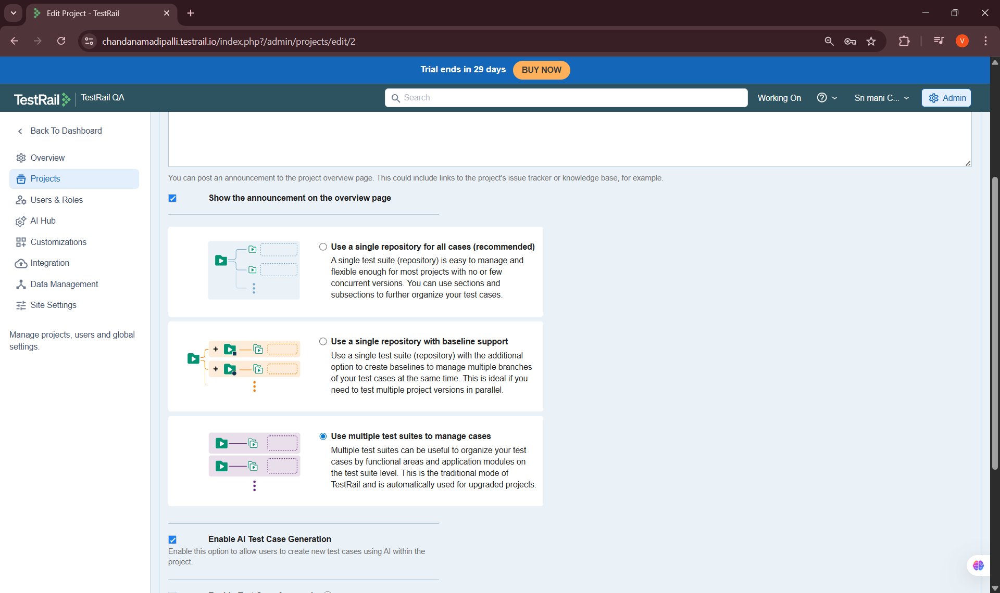 Edit Project - TestRail
chandanamadipalli.testrail.io/index.php?/admin/projects/edit/2
V
Trial ends in 29 days
BUY NOW
TestRail
TestRail QA
Search
Working On
Sri mani C...
Admin
Back To Dashboard
Overview
Projects
Users & Roles
AI Hub
Customizations
Integration
Data Management
Site Settings
Manage projects, users and global
settings.
You can post an announcement to the project overview page. This could include links to the project's issue tracker or knowledge base, for example.
Show the announcement on the overview page
Use a single repository for all cases (recommended)
A single test suite (repository) is easy to manage and
flexible enough for most projects with no or few
concurrent versions. You can use sections and
subsections to further organize your test cases.
Use a single repository with baseline support
Use a single test suite (repository) with the additional
option to create baselines to manage multiple branches
of your test cases at the same time. This is ideal if you
need to test multiple project versions in parallel.
Use multiple test suites to manage cases
Multiple test suites can be useful to organize your test
cases by functional areas and application modules on
the test suite level. This is the traditional mode of
TestRail and is automatically used for upgraded projects.
Enable AI Test Case Generation
Enable this option to allow users to create new test cases using AI within the
project.